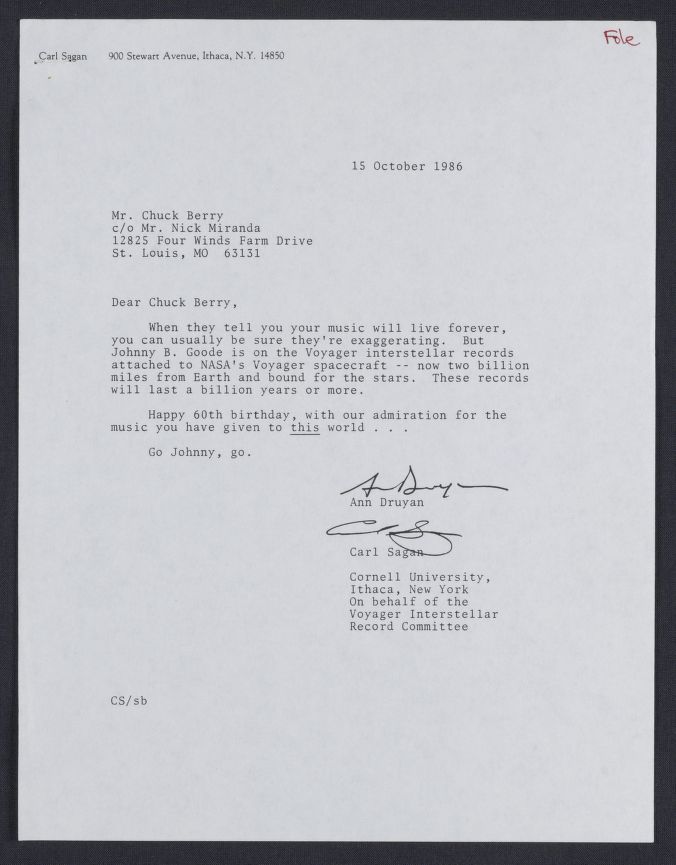 File
Carl Sagan 900 Stewart Avenue, Ithaca, N.Y. 14850
15 October 1986
Mr. Chuck Berry
c/o Mr. Nick Miranda
12825 Four Winds Farm Drive
St. Louis, MO 63131
Dear Chuck Berry,
When they tell you your music will live forever,
you can usually be sure they're exaggerating. But
Johnny B. Goode is on the Voyager interstellar records
attached to NASA's Voyager spacecraft -- now two billion
miles from Earth and bound for the stars. These records
will last a billion years or more.
Happy 60th birthday, with our admiration for the
music you have given to this world . . .
Go Johnny, go.
Ann Druyan
Carl Sagan
Cornell University,
Ithaca, New York
On behalf of the
Voyager Interstellar
Record Committee
CS/sb